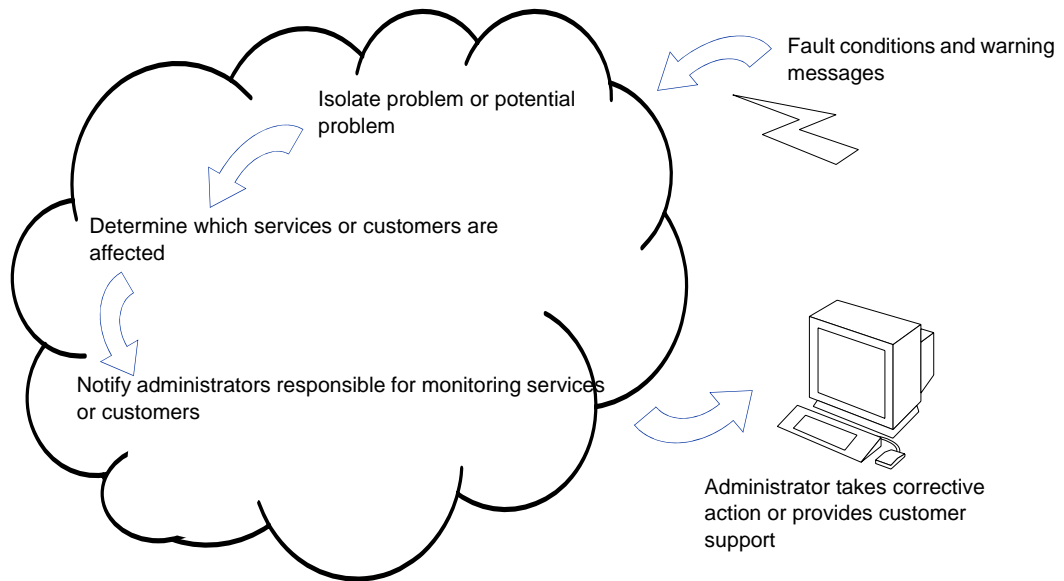 Fault conditions and warning
messages
Isolate problem or potential
problem
Determine which services or customers are
affected
Notify administrators responsible for monitoring services
or customers
Administrator takes corrective
action or provides customer
support